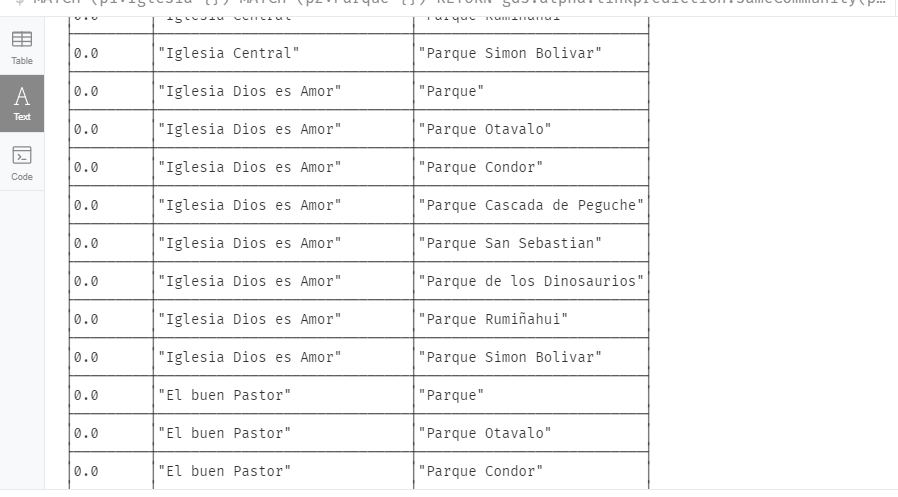 $ MATCH (p1:Iglesia {}) MATCH (p2:Parque {}) RETURN gds.alpha.linkprediction.sameCommunity(p…
"Iglesia Central" "Parque Rumiñahui"
0.0 "Iglesia Central" "Parque Simon Bolivar"
0.0 "Iglesia Dios es Amor" "Parque"
0.0 "Iglesia Dios es Amor" "Parque Otavalo"
0.0 "Iglesia Dios es Amor" "Parque Condor"
0.0 "Iglesia Dios es Amor" "Parque Cascada de Peguche"
0.0 "Iglesia Dios es Amor" "Parque San Sebastian"
0.0 "Iglesia Dios es Amor" "Parque de los Dinosaurios"
0.0 "Iglesia Dios es Amor" "Parque Rumiñahui"
0.0 "Iglesia Dios es Amor" "Parque Simon Bolivar"
0.0 "El buen Pastor" "Parque"
0.0 "El buen Pastor" "Parque Otavalo"
0.0 "El buen Pastor" "Parque Condor"
Table
A
Text
Code